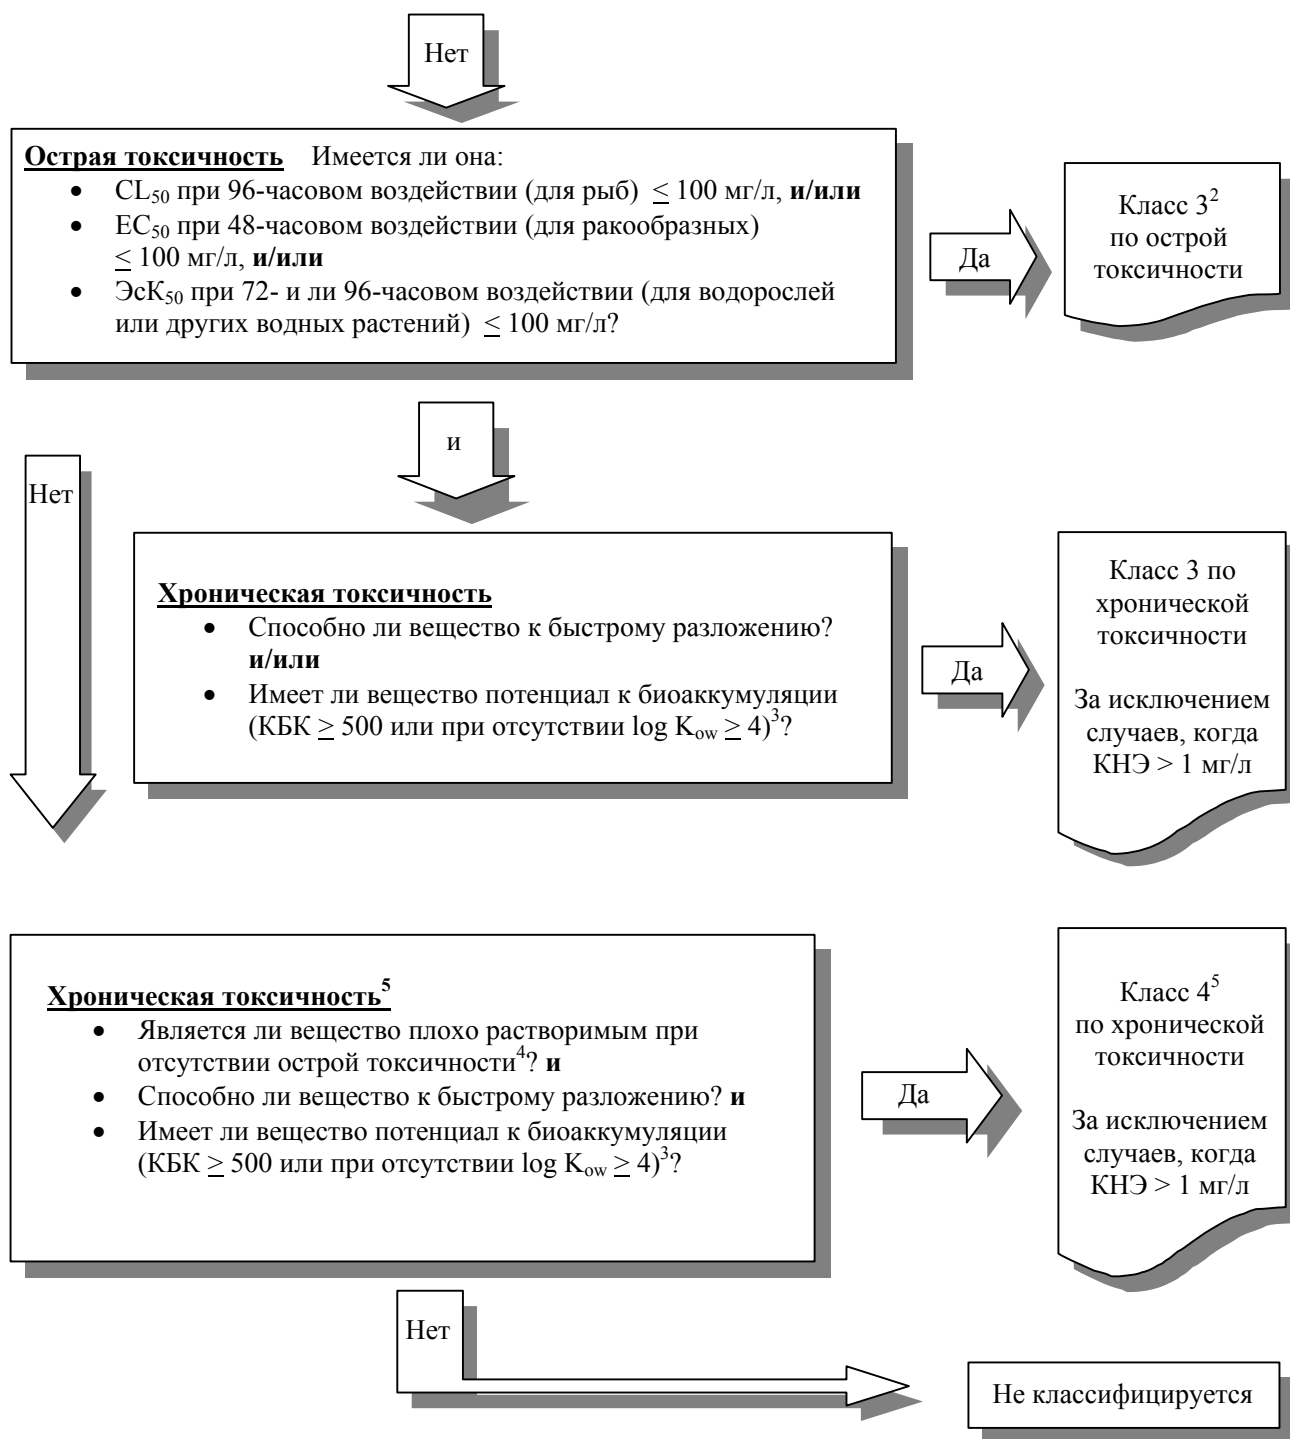 Нет
Острая токсичность Имеется ли она:
• CL50 при 96-часовом воздействии (для рыб) ≤ 100 мг/л, и/или
• EC50 при 48-часовом воздействии (для ракообразных)
≤ 100 мг/л, и/или
• ЭсК50 при 72- и ли 96-часовом воздействии (для водорослей
или других водных растений) ≤ 100 мг/л?
Да
Класс 3²
по острой
токсичности
и
Нет
Хроническая токсичность
• Способно ли вещество к быстрому разложению?
и/или
• Имеет ли вещество потенциал к биоаккумуляции
(КБК ≥ 500 или при отсутствии log Kow ≥ 4)³?
Да
Класс 3 по
хронической
токсичности
За исключением
случаев, когда
КНЭ > 1 мг/л
Хроническая токсичность⁵
• Является ли вещество плохо растворимым при
отсутствии острой токсичности⁴? и
• Способно ли вещество к быстрому разложению? и
• Имеет ли вещество потенциал к биоаккумуляции
(КБК ≥ 500 или при отсутствии log Kow ≥ 4)³?
Да
Класс 4⁵
по хронической
токсичности
За исключением
случаев, когда
КНЭ > 1 мг/л
Нет
Не классифицируется